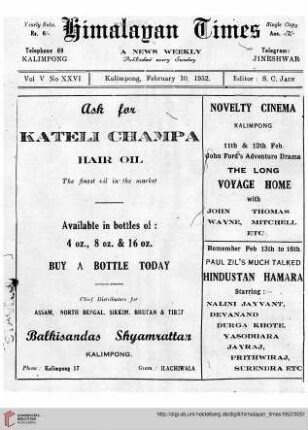 Yearly Subs.
Rs. 6/-
Himalayan Times
Single Copy
Ans. -/2/-
Telephone 69
KALIMPONG
A NEWS WEEKLY
Published every Sunday
Telegram:
JINESHWAR
Vol V No XXVI
Kalimpong, February 10, 1952.
Editor : S. C. Jain
Ask for
KATELI CHAMPA
HAIR OIL
The finest oil in the market
Available in bottles of :
4 oz., 8 oz. & 16 oz.
BUY A BOTTLE TODAY
Chief Distributors for
ASSAM, NORTH BENGAL, SIKKIM, BHUTAN & TIBET
Balkisandas Shyamrattan
KALIMPONG.
Phone : Kalimpong 17
Gram : ILACHIWALA
NOVELTY CINEMA
KALIMPONG
11th & 12th Feb.
John Ford's Adventure Drama
THE LONG
VOYAGE HOME
with
JOHN THOMAS
WAYNE, MITCHELL
ETC.
Remember Feb 13th to 16th
PAUL ZIL'S MUCH TALKED
HINDUSTAN HAMARA
Starring :—
NALINI JAYVANT,
DEVANAND
DURGA KHOTE,
YASODHARA
JAYRAJ,
PRITHWIRAJ,
SURENDRA ETC
http://digi.ub.uni-heidelberg.de/diglit/himalayan_times1952/0051